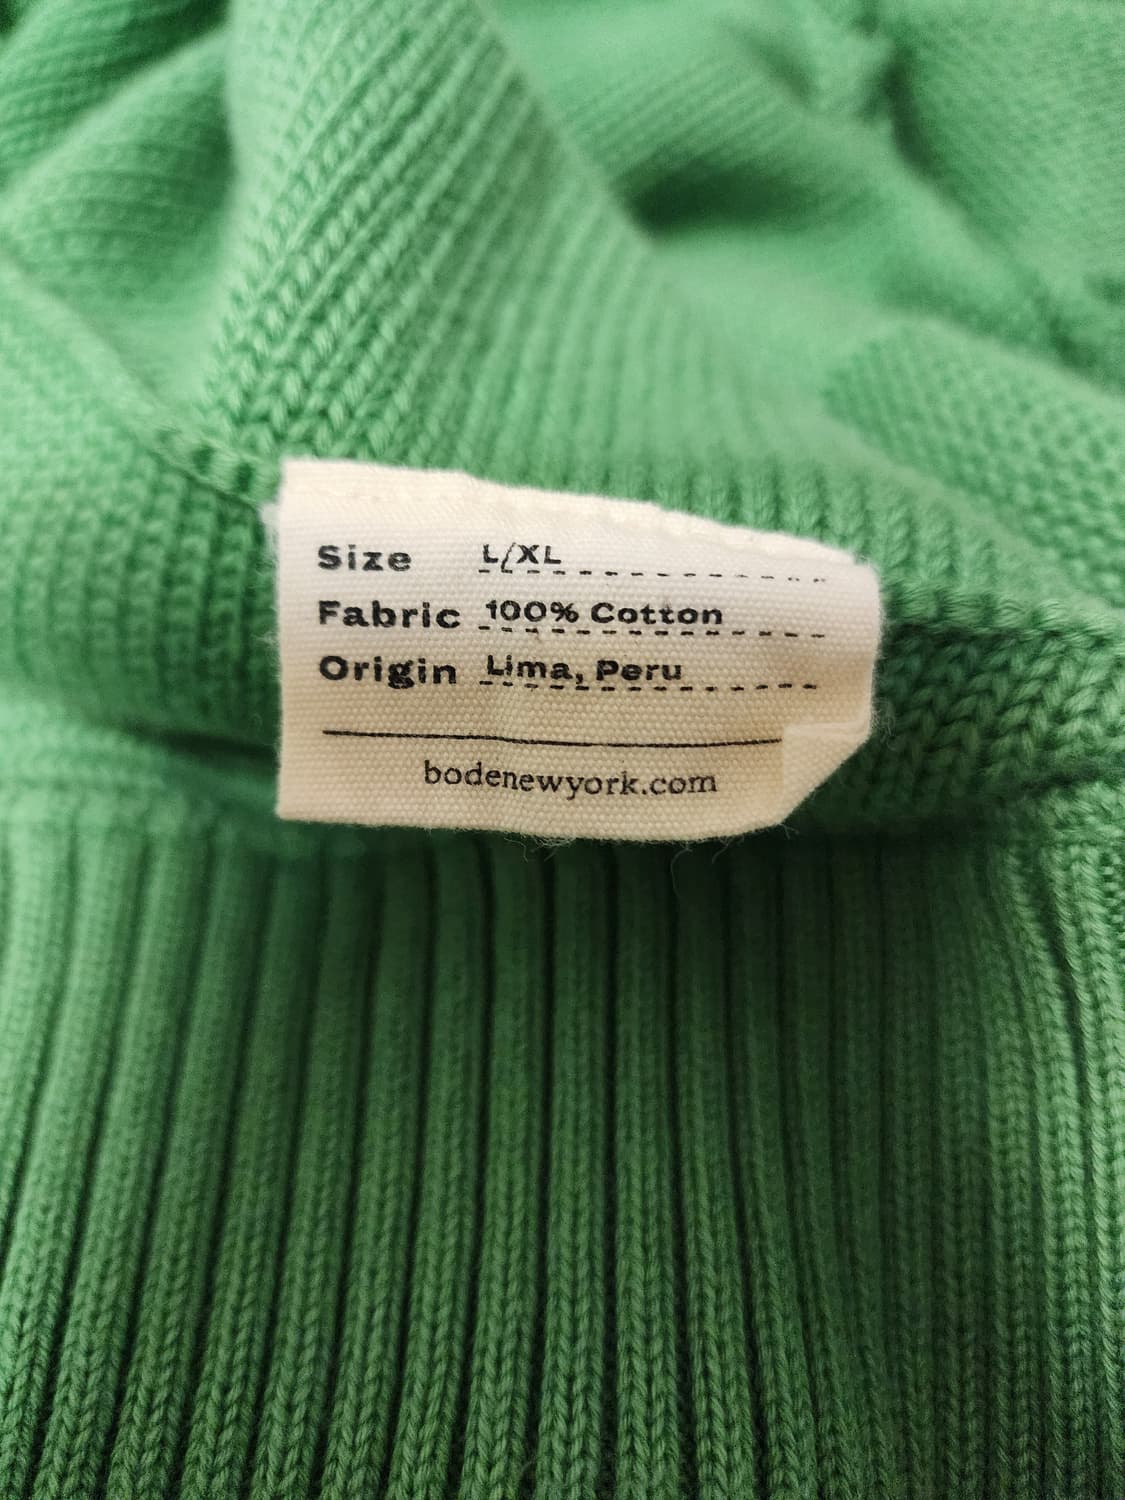 Size L/XL
Fabric 100% Cotton
Origin Lima, Peru
bodenewyork.com